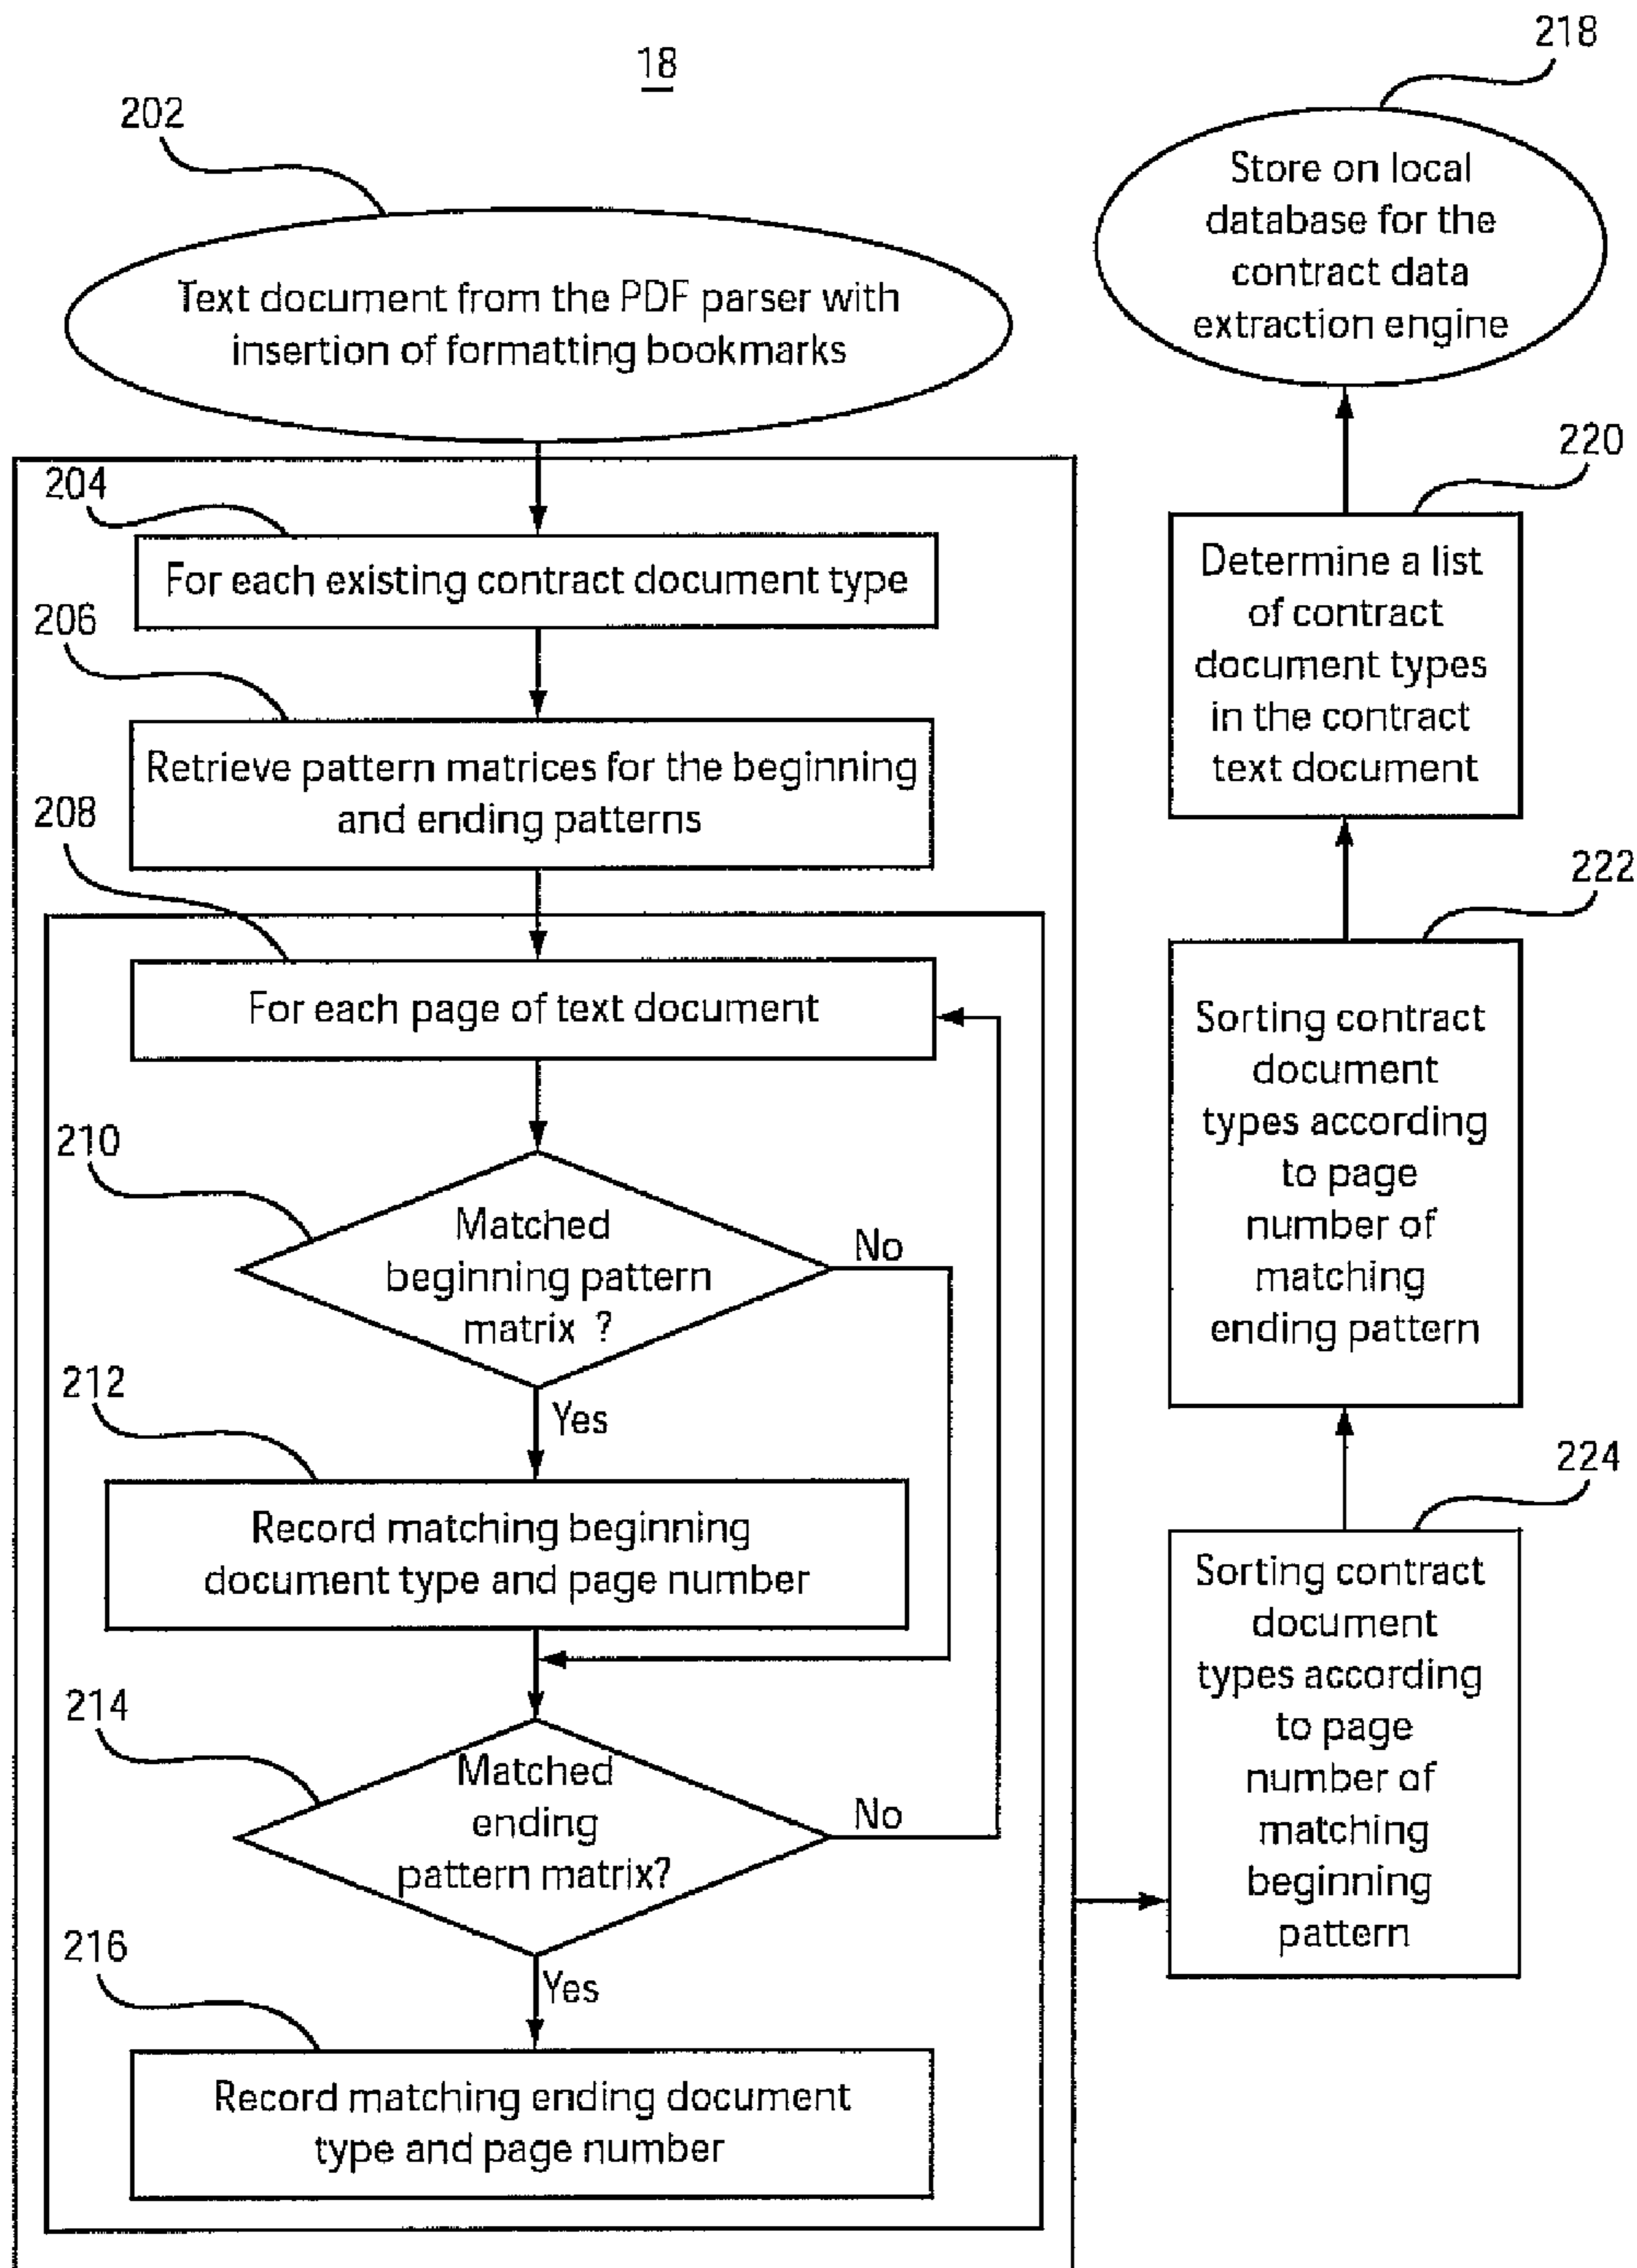 18
202
Text document from the PDF parser with
insertion of formatting bookmarks
204
For each existing contract document type
206
Retrieve pattern matrices for the beginning
and ending patterns
208
For each page of text document
210
Matched
beginning pattern
matrix ?
No
Yes
212
Record matching beginning
document type and page number
214
Matched
ending
pattern matrix?
No
Yes
216
Record matching ending document
type and page number
218
Store on local
database for the
contract data
extraction engine
220
Determine a list
of contract
document types
in the contract
text document
222
Sorting contract
document
types according
to page
number of
matching
ending pattern
224
Sorting contract
document
types according
to page
number of
matching
beginning
pattern